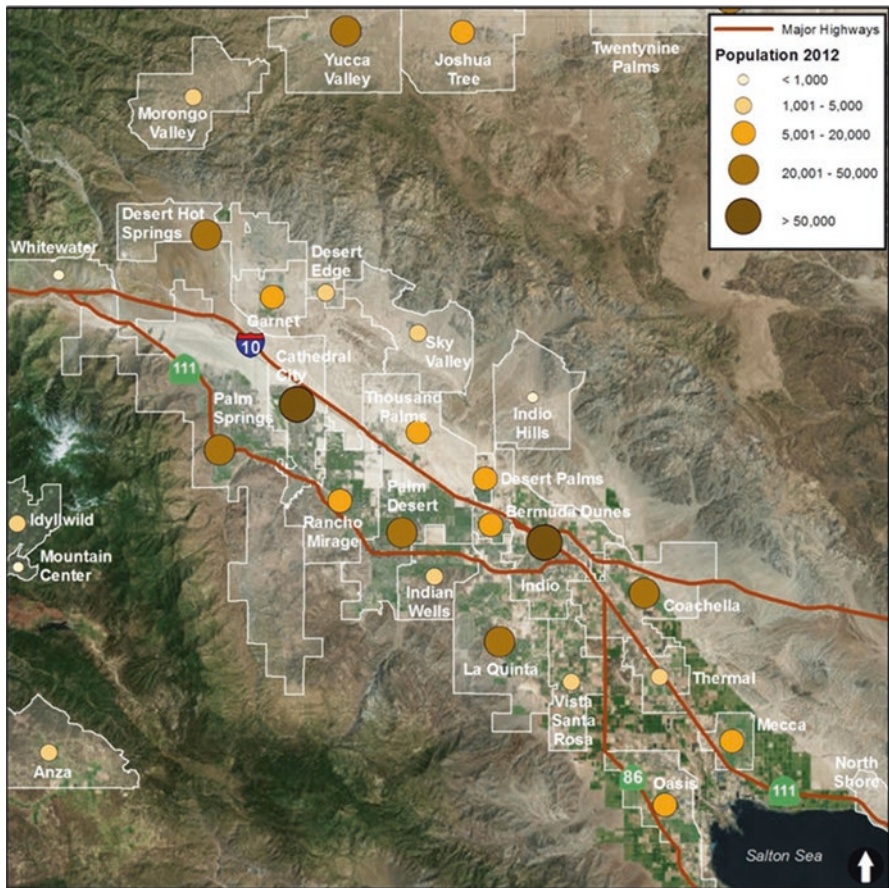 Major Highways
Population 2012
< 1,000
1,001 - 5,000
5,001 - 20,000
20,001 - 50,000
> 50,000
Yucca
Valley
Joshua
Tree
Twentynine
Palms
Morongo
Valley
Desert Hot
Springs
Whitewater
Desert
Edge
Garnet
10
Sky
Valley
Cathedral
City
111
Palm
Springs
Thousand
Palms
Indio
Hills
Desert Palms
Palm
Desert
Bermuda Dunes
Rancho
Mirage
Idyllwild
Mountain
Center
Indian
Wells
Indio
Coachella
La Quinta
Thermal
Vista
Santa
Rosa
Mecca
Anza
North
Shore
86
Oasis
111
Salton Sea